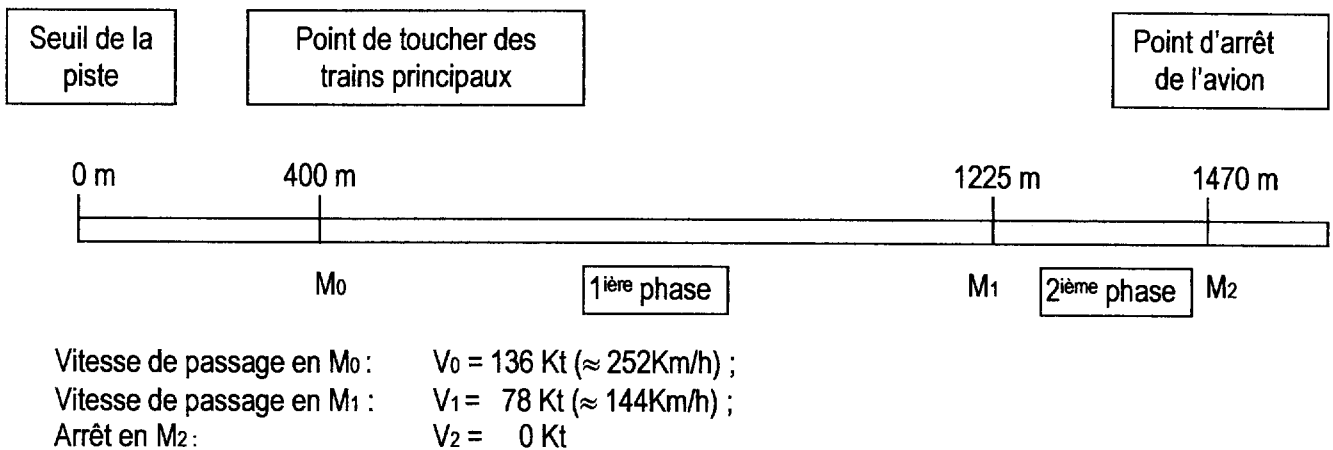 Seuil de la
piste
Point de toucher des
trains principaux
Point d'arrêt
de l'avion
0 m
400 m
1225 m
1470 m
M0
1ière phase
M1
2ième phase
M2
Vitesse de passage en M0 : V0 = 136 Kt (≈ 252Km/h) ;
Vitesse de passage en M1 : V1 = 78 Kt (≈ 144Km/h) ;
Arrêt en M2 : V2 = 0 Kt